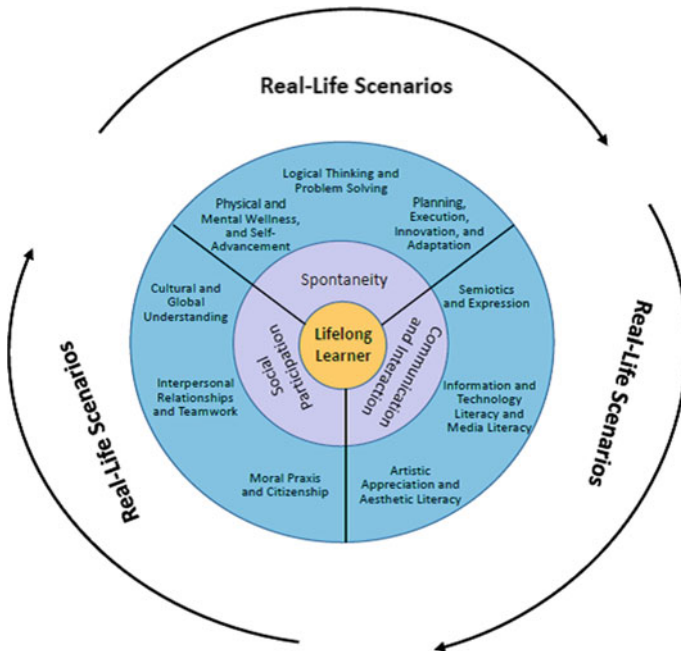 Real-Life Scenarios
Logical Thinking and
Problem Solving
Physical and
Mental Wellness,
and Self-
Advancement
Planning,
Execution,
Innovation, and
Adaptation
Spontaneity
Cultural and
Global
Understanding
Semiotics
and Expression
Lifelong
Learner
Social
Participation
Communication
and Interaction
Real-Life Scenarios
Real-Life Scenarios
Interpersonal
Relationships
and Teamwork
Information and
Technology
Literacy and
Media Literacy
Moral Praxis
and Citizenship
Artistic
Appreciation and
Aesthetic Literacy